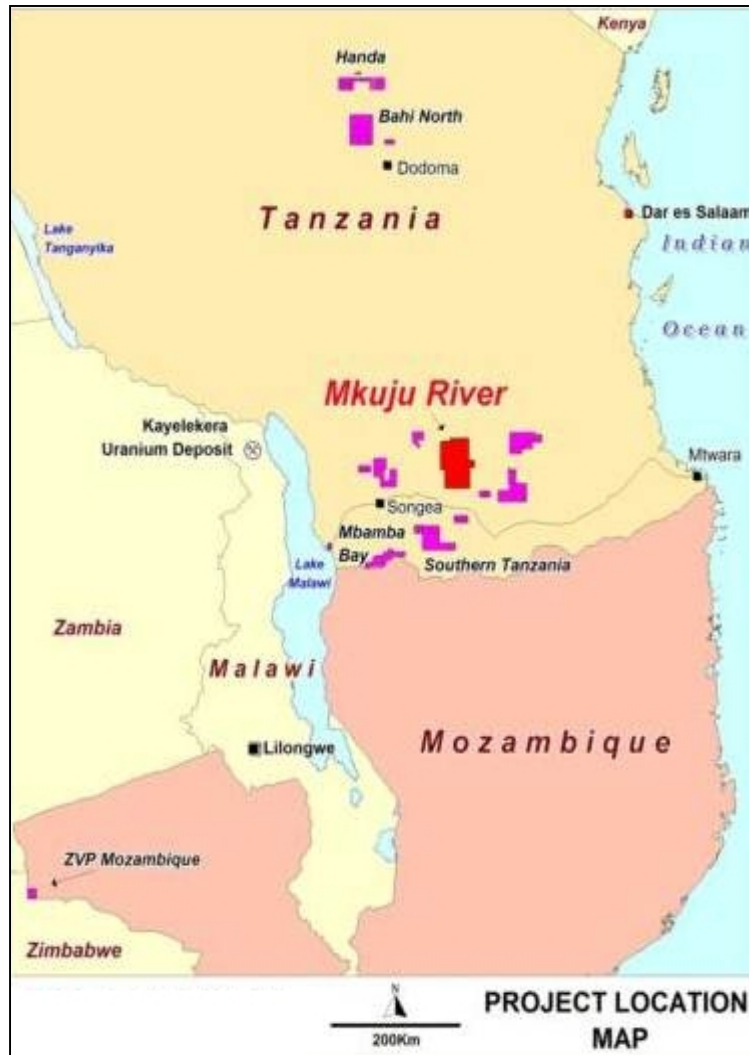 Kenya
Handa
Bahi North
Dodoma
Tanzania
Dar es Salaam
Lake
Tanganyika
Indian
Ocean
Mkuju River
Kayelekera
Uranium Deposit
Mtwara
Songea
Mbamba
Bay
Southern Tanzania
Lake
Malawi
Zambia
Malawi
Mozambique
Lilongwe
ZVP Mozambique
Zimbabwe
N
200Km
PROJECT LOCATION
MAP